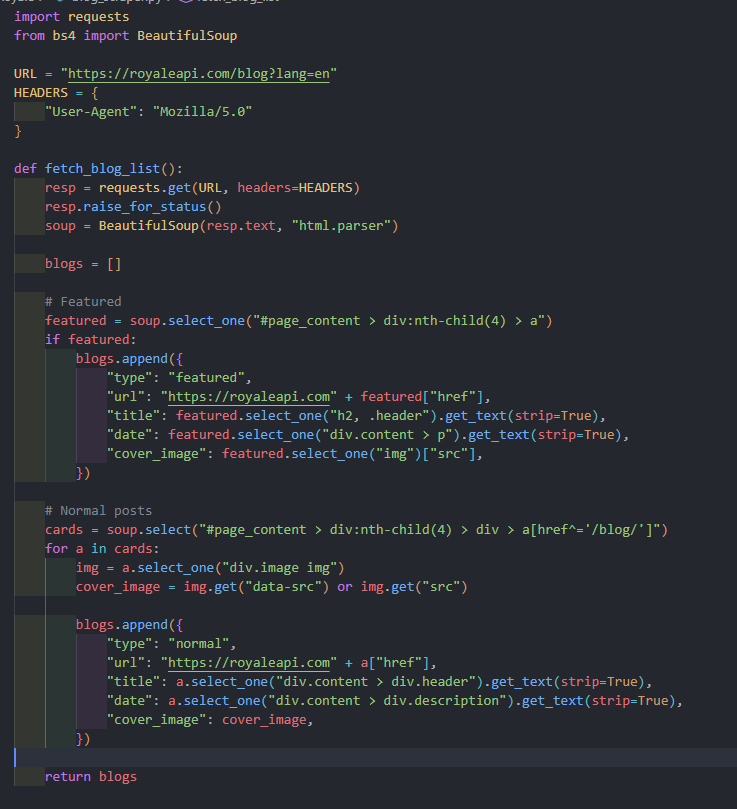 import requests
from bs4 import BeautifulSoup
URL = "https://royaleapi.com/blog?lang=en"
HEADERS = {
    "User-Agent": "Mozilla/5.0"
}
def fetch_blog_list():
    resp = requests.get(URL, headers=HEADERS)
    resp.raise_for_status()
    soup = BeautifulSoup(resp.text, "html.parser")
    blogs = []
    # Featured
    featured = soup.select_one("#page_content > div:nth-child(4) > a")
    if featured:
        blogs.append({
            "type": "featured",
            "url": "https://royaleapi.com" + featured["href"],
            "title": featured.select_one("h2, .header").get_text(strip=True),
            "date": featured.select_one("div.content > p").get_text(strip=True),
            "cover_image": featured.select_one("img")["src"],
        })
    # Normal posts
    cards = soup.select("#page_content > div:nth-child(4) > div > a[href^='/blog/']")
    for a in cards:
        img = a.select_one("div.image img")
        cover_image = img.get("data-src") or img.get("src")
        blogs.append({
            "type": "normal",
            "url": "https://royaleapi.com" + a["href"],
            "title": a.select_one("div.content > div.header").get_text(strip=True),
            "date": a.select_one("div.content > div.description").get_text(strip=True),
            "cover_image": cover_image,
        })
    return blogs